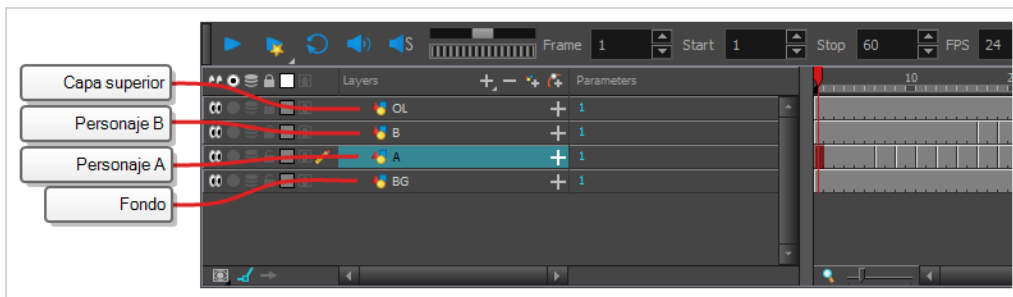 S Frame 1 Start 1 Stop 60 FPS 24
Layers Parameters 10 2
Capa superior OL 1
Personaje B B 1
Personaje A A 1
Fondo BG 1